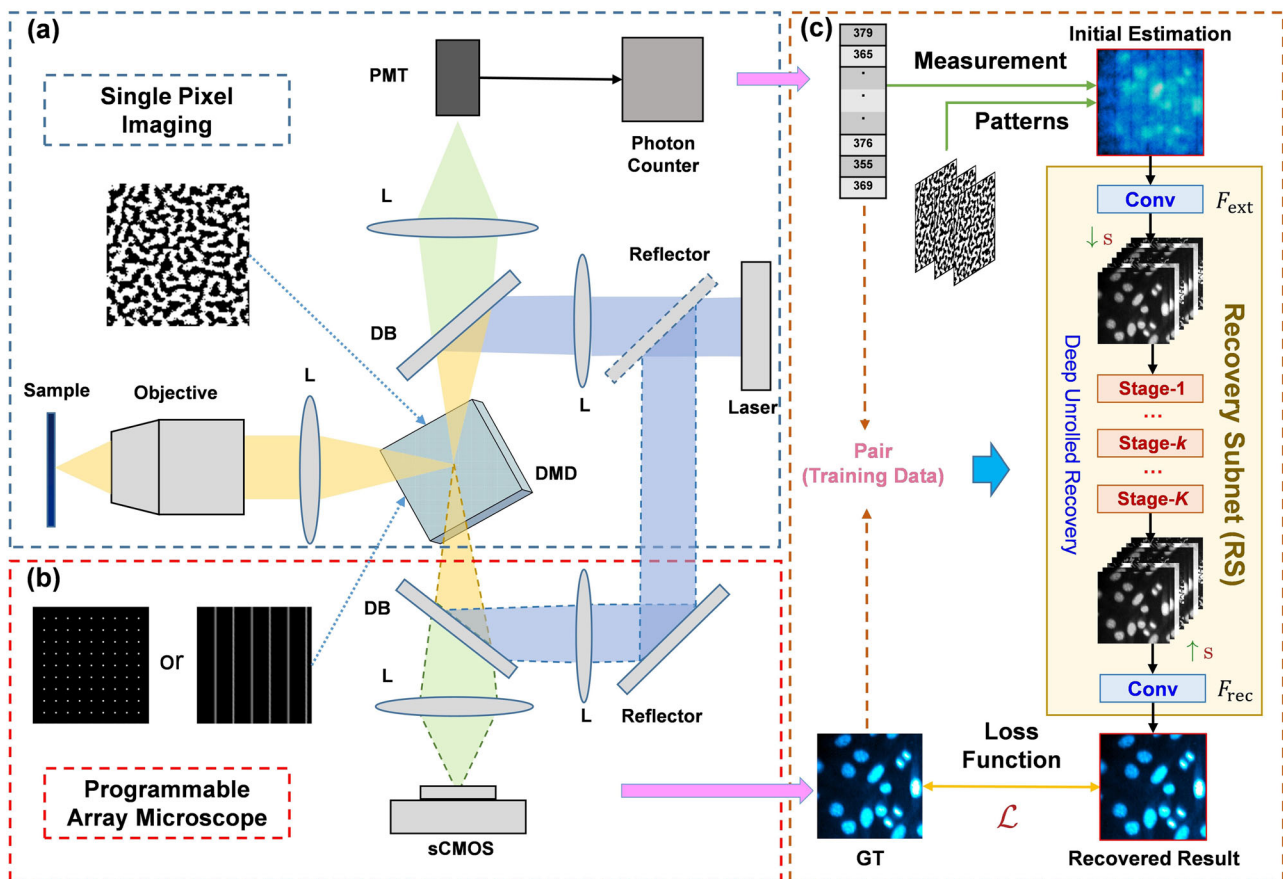 (a)
Single Pixel
Imaging
PMT
Photon
Counter
L
Reflector
DB
L
Laser
Sample
Objective
L
DMD
(b)
or
DB
L
L
Reflector
sCMOS
Programmable
Array Microscope
(c)
379
365
.
.
.
376
355
369
Measurement
Patterns
Initial Estimation
Conv
F_ext
↓ s
Stage-1
...
Stage-k
...
Stage-K
Deep Unrolled Recovery
Recovery Subnet (RS)
↑ s
Conv
F_rec
Pair
(Training Data)
Loss
Function
ℒ
GT
Recovered Result